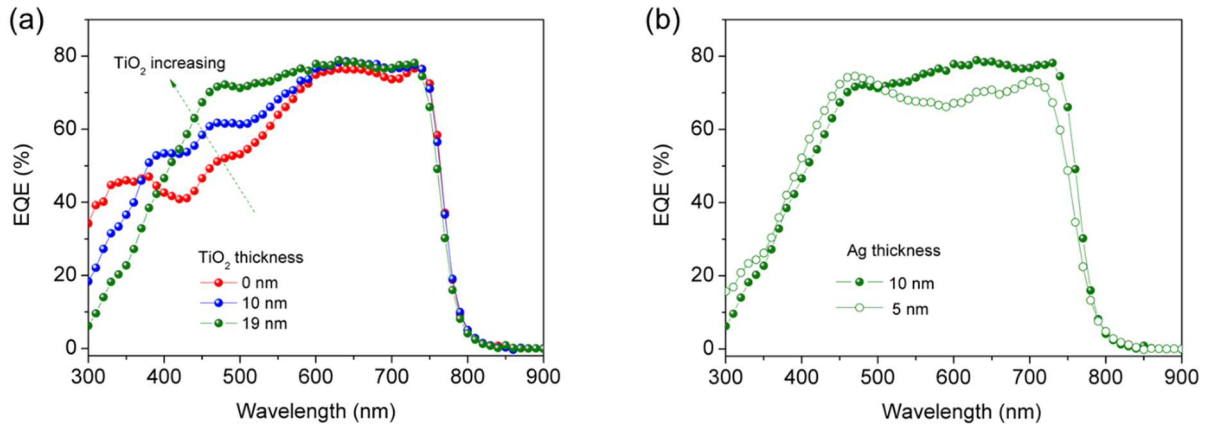 (a)
EQE (%)
100
80
60
40
20
0
TiO₂ increasing
TiO₂ thickness
0 nm
10 nm
19 nm
300 400 500 600 700 800 900
Wavelength (nm)
(b)
EQE (%)
100
80
60
40
20
0
Ag thickness
10 nm
5 nm
300 400 500 600 700 800 900
Wavelength (nm)